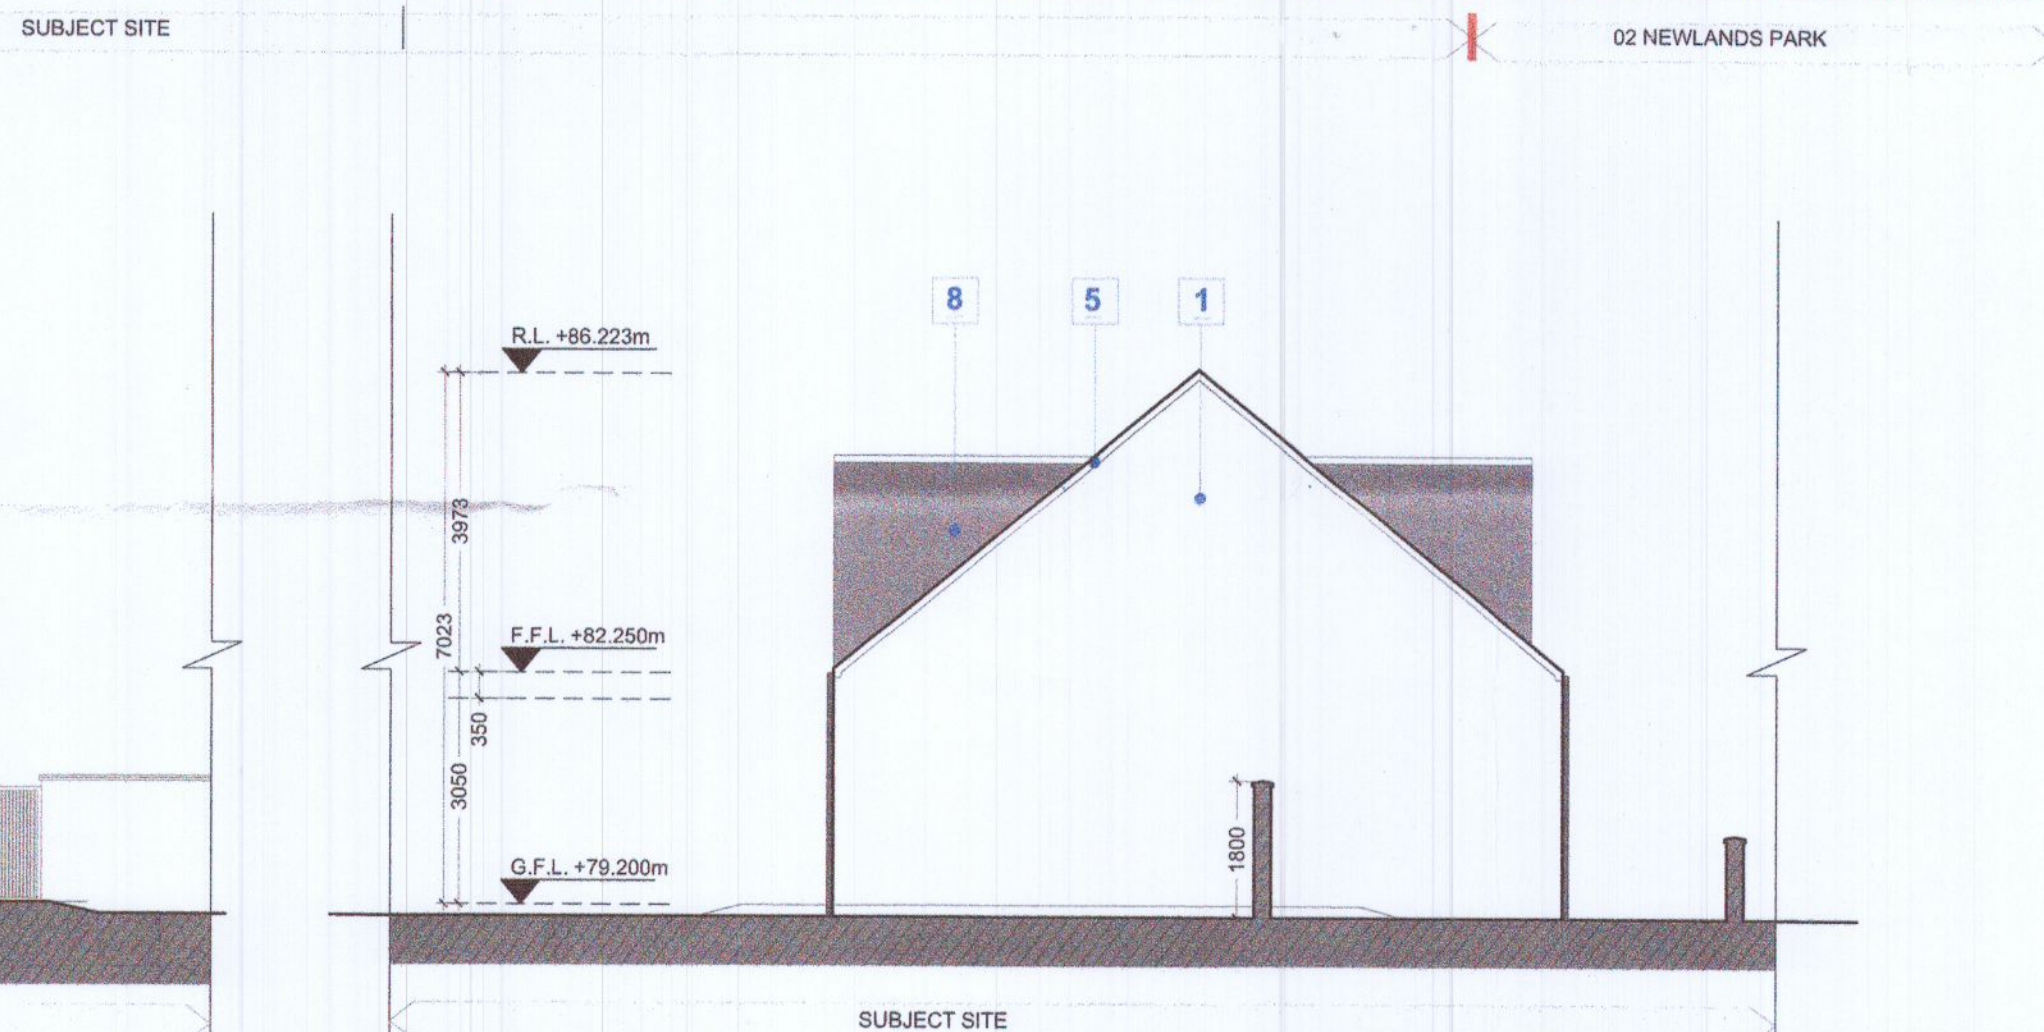 SUBJECT SITE
02 NEWLANDS PARK
8
5
1
R.L. +86.223m
3973
7023
F.F.L. +82.250m
350
3050
1800
G.F.L. +79.200m
SUBJECT SITE